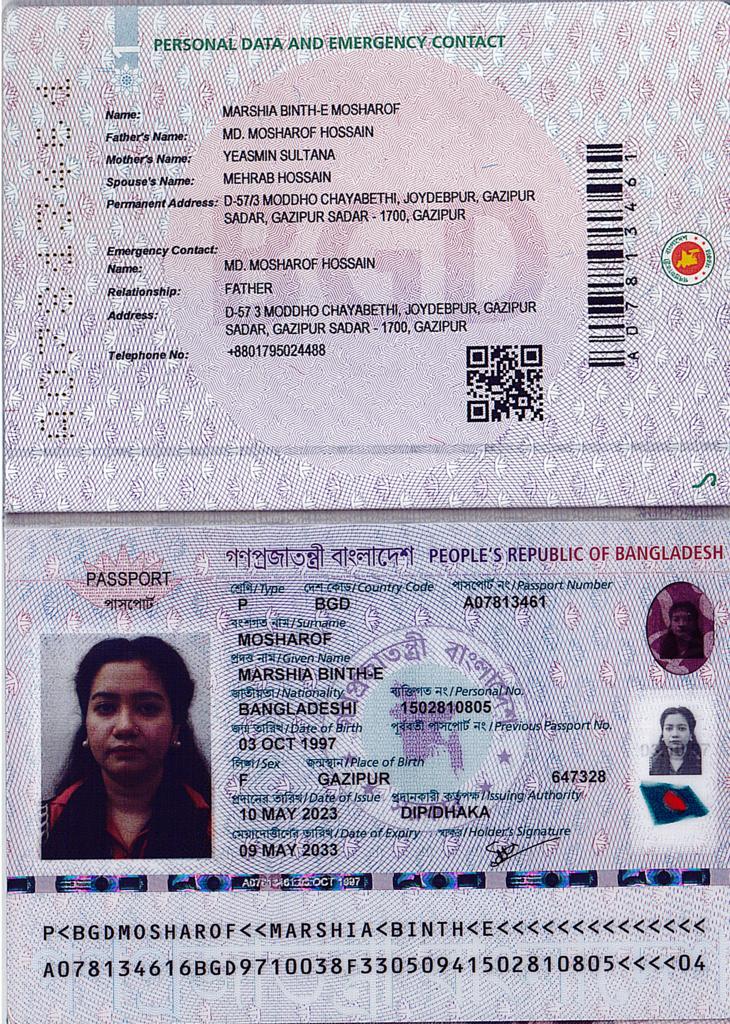 1
PERSONAL DATA AND EMERGENCY CONTACT
Name: MARSHIA BINTH-E MOSHAROF
Father's Name: MD. MOSHAROF HOSSAIN
Mother's Name: YEASMIN SULTANA
Spouse's Name: MEHRAB HOSSAIN
Permanent Address: D-57/3 MODDHO CHAYABETHI, JOYDEBPUR, GAZIPUR
SADAR, GAZIPUR SADAR - 1700, GAZIPUR
Emergency Contact:
Name: MD. MOSHAROF HOSSAIN
Relationship: FATHER
Address: D-57 3 MODDHO CHAYABETHI, JOYDEBPUR, GAZIPUR
SADAR, GAZIPUR SADAR - 1700, GAZIPUR
Telephone No: +8801795024488
BGD
A07813461
গণপ্রজাতন্ত্রী বাংলাদেশ PEOPLE'S REPUBLIC OF BANGLADESH
PASSPORT
পাসপোর্ট
শ্রেণি/Type দেশ কোড/Country Code পাসপোর্ট নং/Passport Number
P BGD A07813461
বংশগত নাম/Surname
MOSHAROF
প্রদত্ত নাম/Given Name
MARSHIA BINTH-E
জাতীয়তা/Nationality ব্যক্তিগত নং/Personal No.
BANGLADESHI 1502810805
জন্ম তারিখ/Date of Birth পূর্ববর্তী পাসপোর্ট নং/Previous Passport No.
03 OCT 1997
লিঙ্গ/Sex জন্মস্থান/Place of Birth
F GAZIPUR 647328
প্রদানের তারিখ/Date of Issue প্রদানকারী কর্তৃপক্ষ/Issuing Authority
10 MAY 2023 DIP/DHAKA
মেয়াদোত্তীর্ণের তারিখ/Date of Expiry স্বাক্ষর/Holder's Signature
09 MAY 2033
A07813461 03 OCT 1997
P<BGDMOSHAROF<<MARSHIA<BINTH<E<<<<<<<<<<<<<<
A078134616BGD9710038F33050941502810805<<<<04